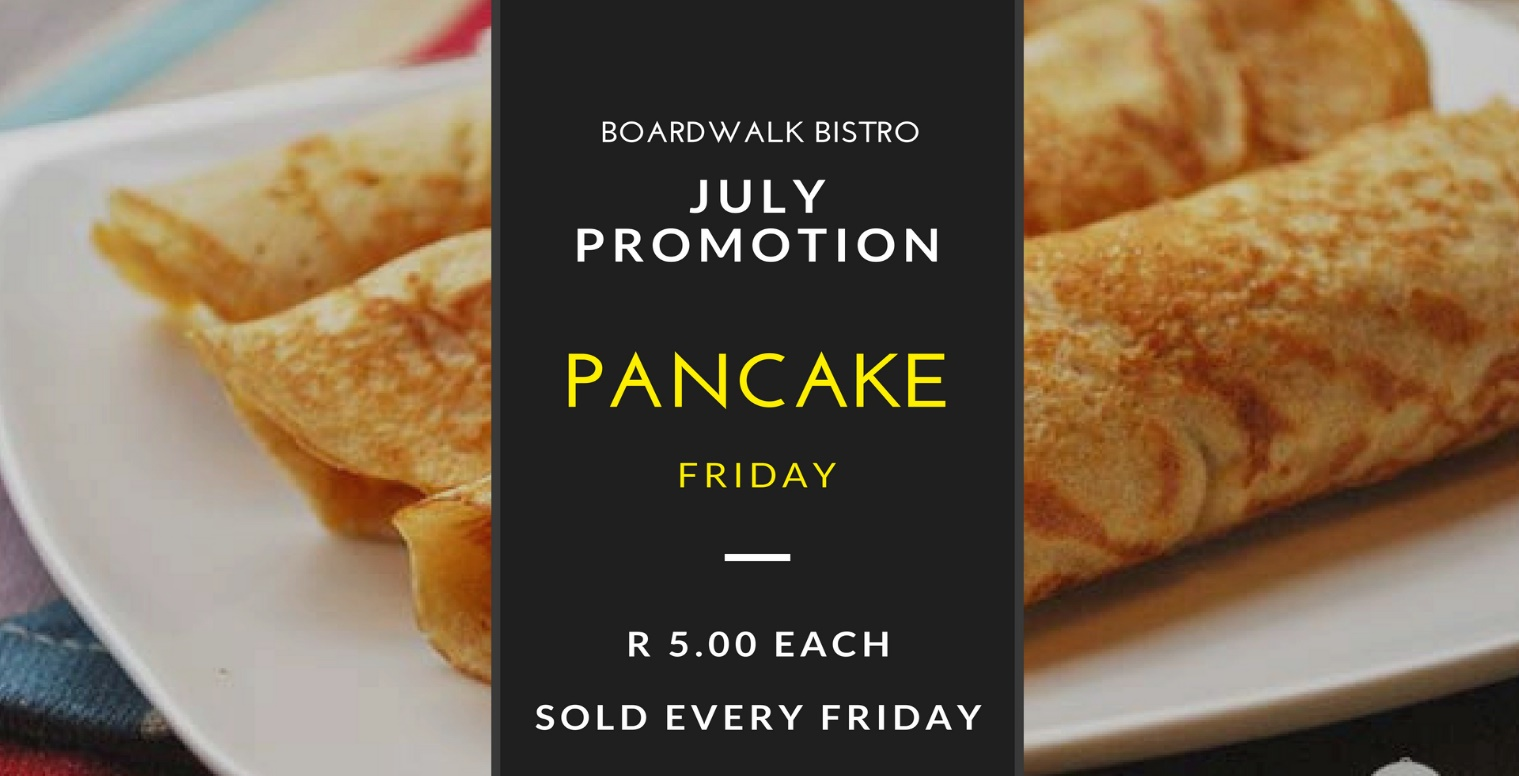 BOARDWALK BISTRO
JULY
PROMOTION
PANCAKE
FRIDAY
R 5.00 EACH
SOLD EVERY FRIDAY